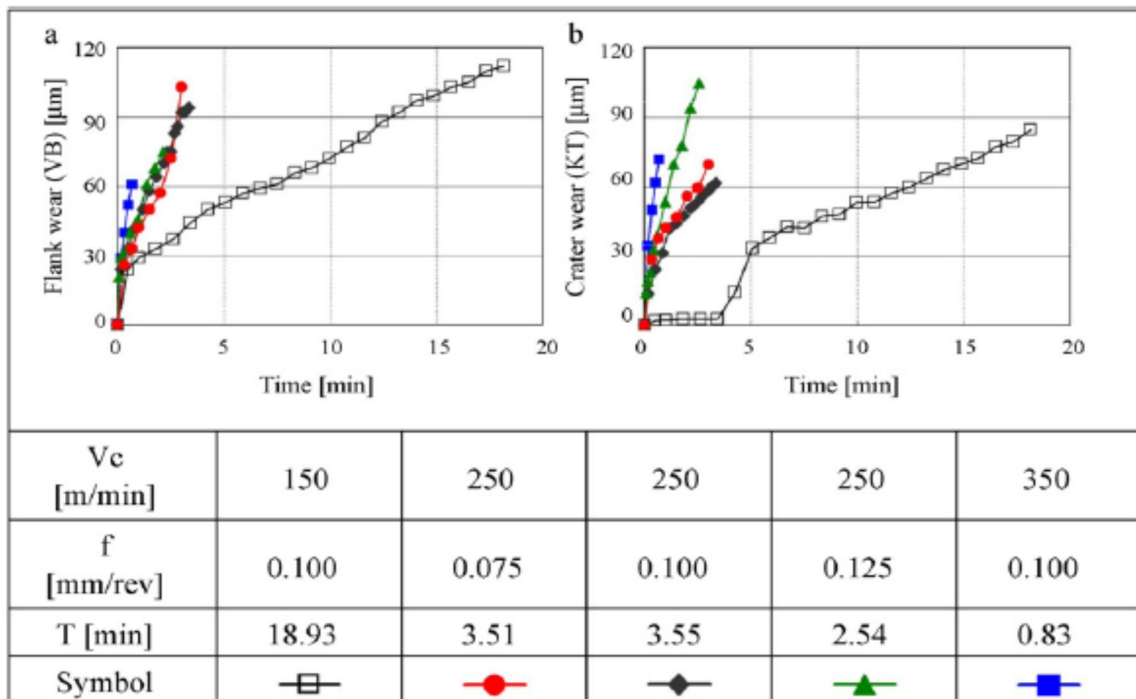 a
b
120
90
60
30
0
Flank wear (VB) [μm]
0 5 10 15 20
Time [min]
120
90
60
30
0
Crater wear (KT) [μm]
0 5 10 15 20
Time [min]
Vc
[m/min] 150 250 250 250 350
f
[mm/rev] 0.100 0.075 0.100 0.125 0.100
T [min] 18.93 3.51 3.55 2.54 0.83
Symbol